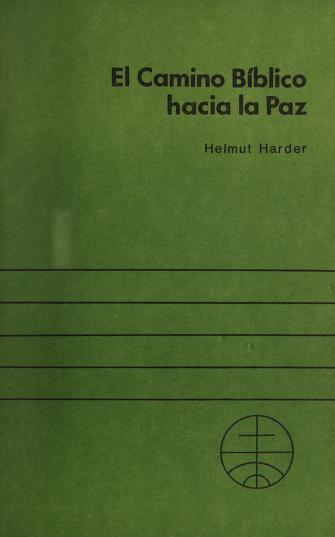 El Camino Bíblico
hacia la Paz
Helmut Harder